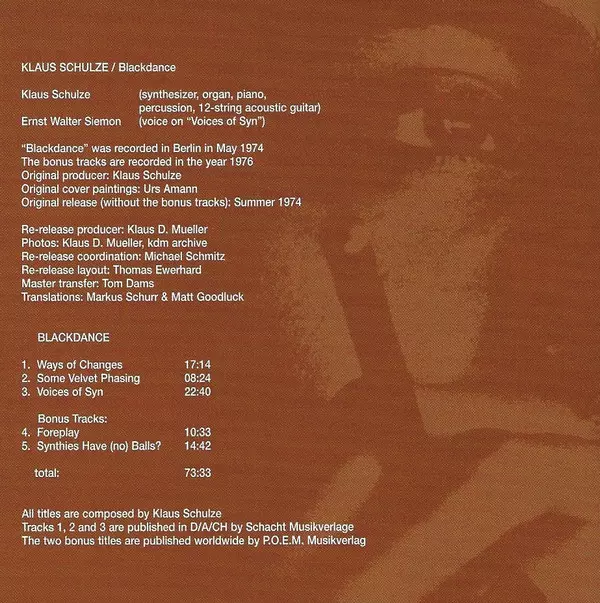 KLAUS SCHULZE / Blackdance
Klaus Schulze (synthesizer, organ, piano,
percussion, 12-string acoustic guitar)
Ernst Walter Siemon (voice on “Voices of Syn”)
“Blackdance” was recorded in Berlin in May 1974
The bonus tracks are recorded in the year 1976
Original producer: Klaus Schulze
Original cover paintings: Urs Amann
Original release (without the bonus tracks): Summer 1974
Re-release producer: Klaus D. Mueller
Photos: Klaus D. Mueller, kdm archive
Re-release coordination: Michael Schmitz
Re-release layout: Thomas Ewerhard
Master transfer: Tom Dams
Translations: Markus Schurr & Matt Goodluck
BLACKDANCE
1. Ways of Changes 17:14
2. Some Velvet Phasing 08:24
3. Voices of Syn 22:40
Bonus Tracks:
4. Foreplay 10:33
5. Synthies Have (no) Balls? 14:42
total: 73:33
All titles are composed by Klaus Schulze
Tracks 1, 2 and 3 are published in D/A/CH by Schacht Musikverlage
The two bonus titles are published worldwide by P.O.E.M. Musikverlag